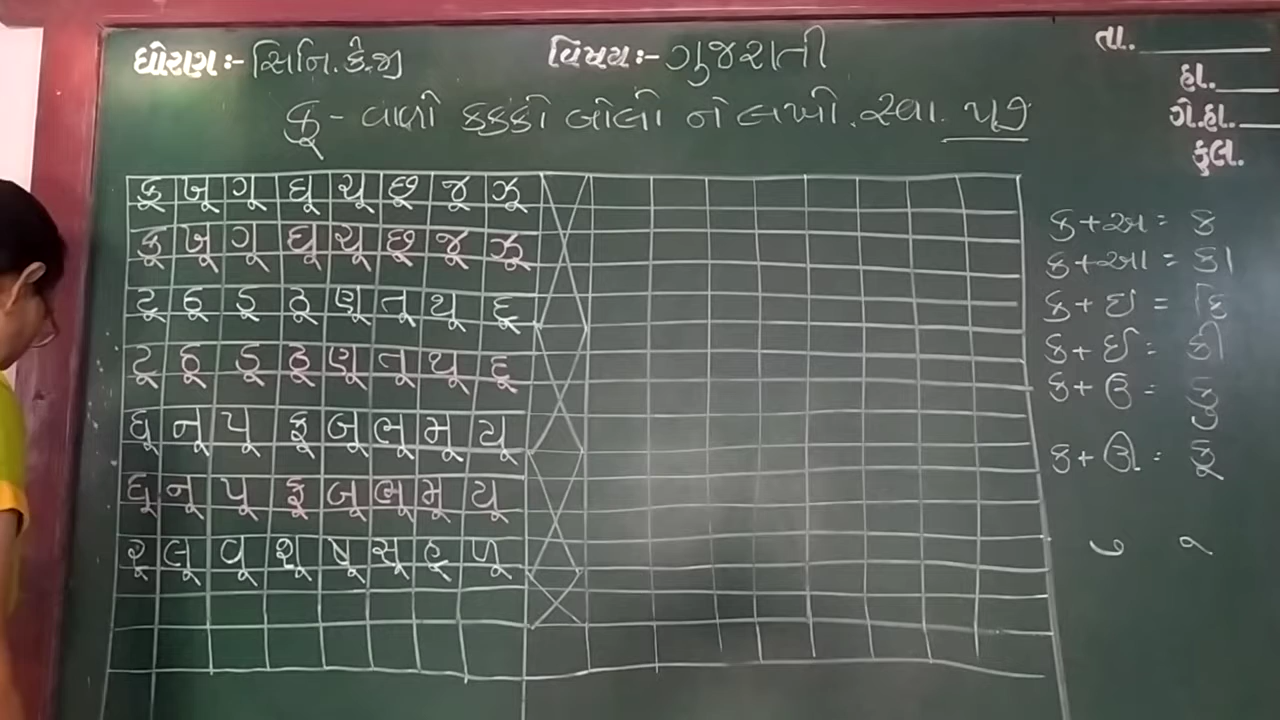 ધોરણ:- સિનિ.કે.જી વિષય:- ગુજરાતી
તા.
હા.
ગે.હા.
કુલ.
કૂ - વાળો કક્કો બોલો ને લખો.
કૂ ખૂ ગૂ ઘૂ ચૂ છૂ જૂ ઝૂ
કૂ ખૂ ગૂ ઘૂ ચૂ છૂ જૂ ઝૂ
ટૂ ઠૂ ડૂ ઢૂ ણૂ તૂ થૂ દૂ
ટૂ ઠૂ ડૂ ઢૂ ણૂ તૂ થૂ દૂ
ધૂ નૂ પૂ ફૂ બૂ ભૂ મૂ યૂ
ધૂ નૂ પૂ ફૂ બૂ ભૂ મૂ યૂ
રૂ લૂ વૂ શૂ ષૂ સૂ હૂ ળૂ
ક+અ = ક
ક+આ = કા
ક+ઇ = કિ
ક+ઈ = કી
ક+ઉ = કુ
ક+ઊ = કૂ
ુ ૂ